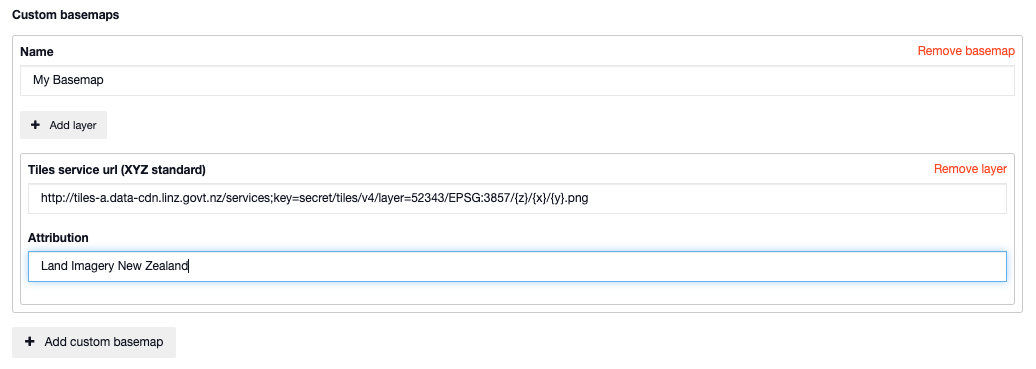 Custom basemaps
Name
Remove basemap
My Basemap
+ Add layer
Tiles service url (XYZ standard)
Remove layer
http://tiles-a.data-cdn.linz.govt.nz/services;key=secret/tiles/v4/layer=52343/EPSG:3857/{z}/{x}/{y}.png
Attribution
Land Imagery New Zealand
+ Add custom basemap